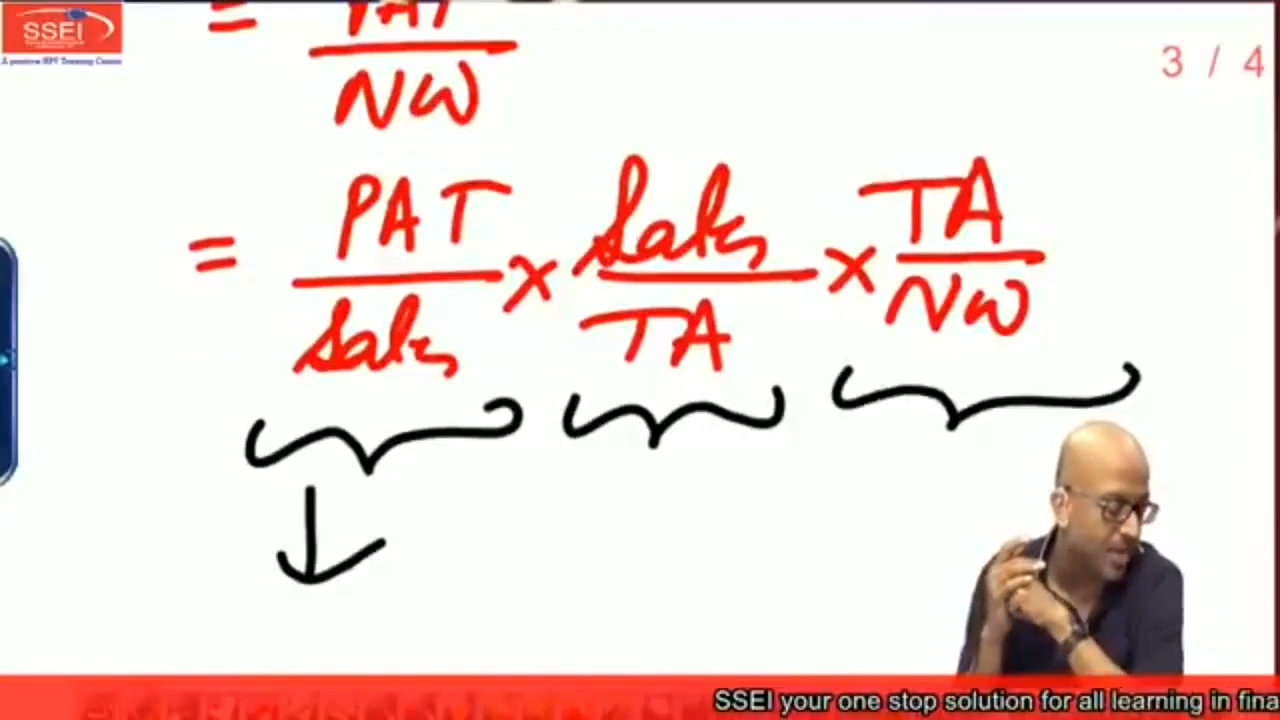 SSEI
3 / 4
= PAT
NW
= PAT × Sales × TA
Sales TA NW
SSEI your one stop solution for all learning in fina